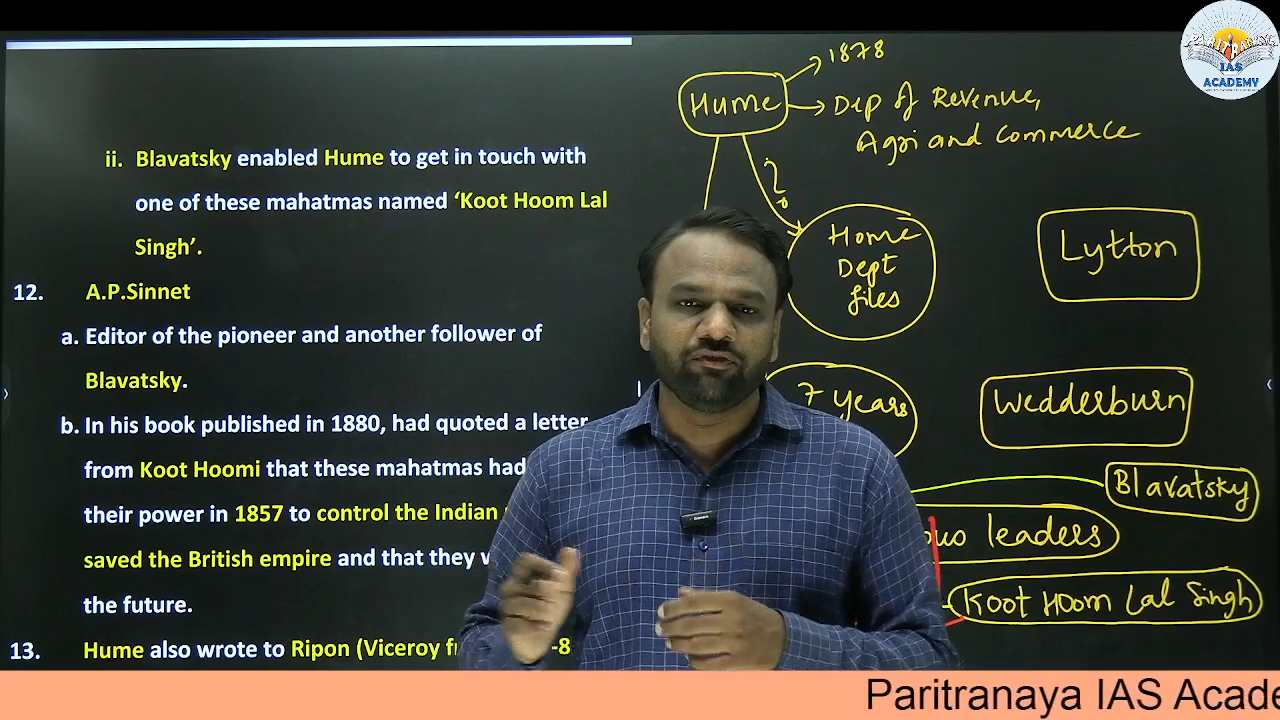 ii. Blavatsky enabled Hume to get in touch with
one of these mahatmas named ‘Koot Hoom Lal
Singh’.
12. A.P.Sinnet
a. Editor of the pioneer and another follower of
Blavatsky.
b. In his book published in 1880, had quoted a letter
from Koot Hoomi that these mahatmas had
their power in 1857 to control the Indian
saved the British empire and that they
the future.
13. Hume also wrote to Ripon (Viceroy -8
Hume
1878
Dep of Revenue,
Agri and Commerce
Home
Dept
files
Lytton
7 years
Wedderburn
Blavatsky
leaders
Koot Hoom Lal Singh
IAS
ACADEMY
Paritranaya IAS Acade